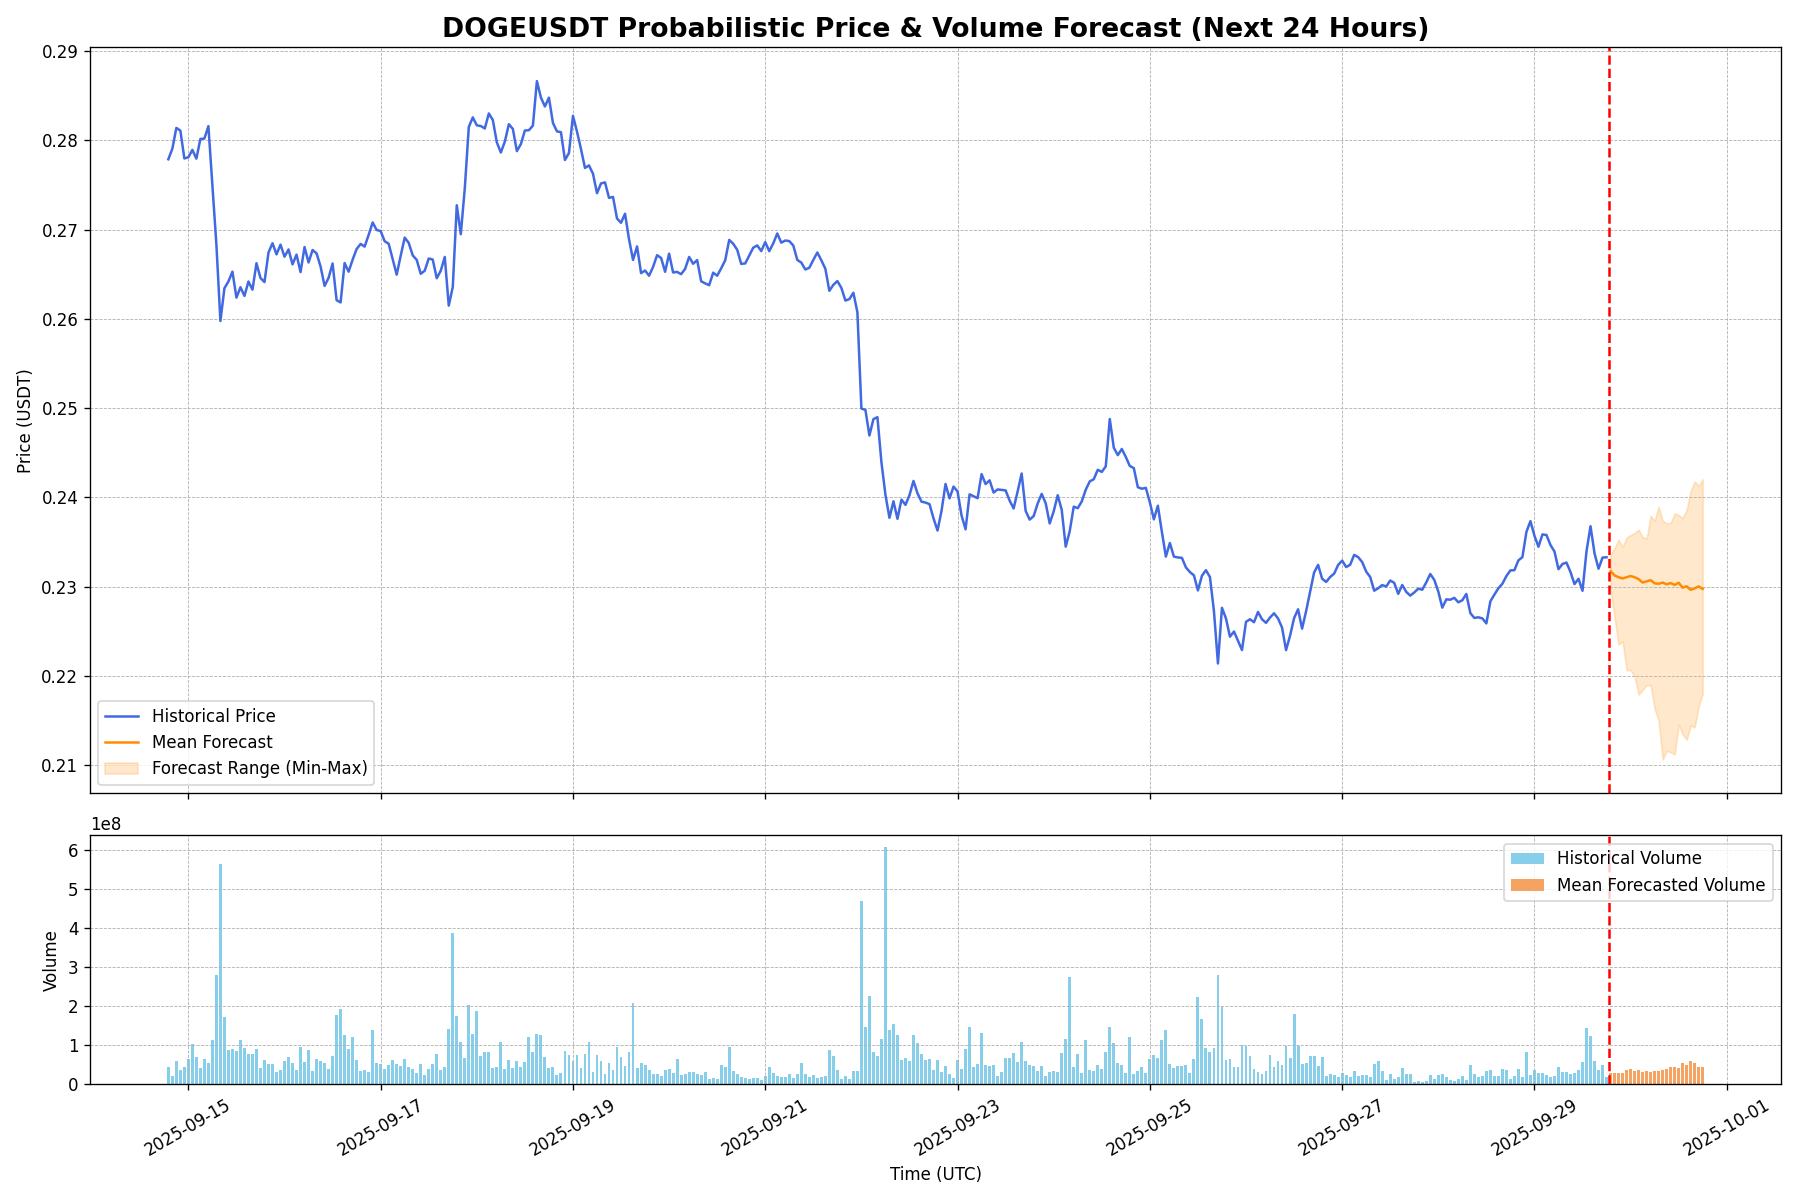 DOGEUSDT Probabilistic Price & Volume Forecast (Next 24 Hours)
0.29
0.28
0.27
0.26
0.25
0.24
0.23
0.22
0.21
Price (USDT)
Historical Price
Mean Forecast
Forecast Range (Min-Max)
1e8
6
5
4
3
2
1
0
Volume
Historical Volume
Mean Forecasted Volume
2025-09-15
2025-09-17
2025-09-19
2025-09-21
2025-09-23
2025-09-25
2025-09-27
2025-09-29
2025-10-01
Time (UTC)